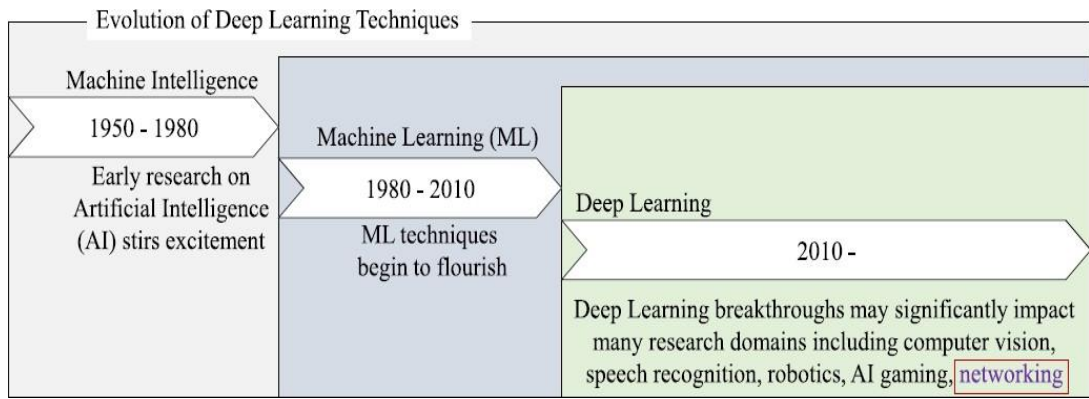 Evolution of Deep Learning Techniques
Machine Intelligence
1950 - 1980
Early research on
Artificial Intelligence
(AI) stirs excitement
Machine Learning (ML)
1980 - 2010
ML techniques
begin to flourish
Deep Learning
2010 -
Deep Learning breakthroughs may significantly impact
many research domains including computer vision,
speech recognition, robotics, AI gaming, networking